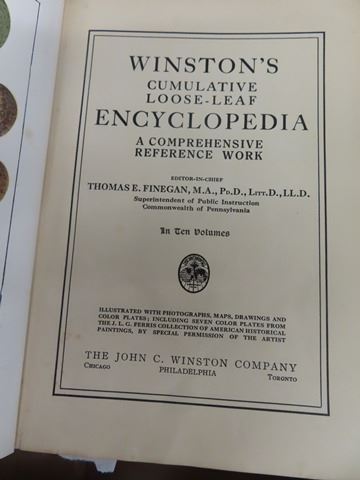 WINSTON'S
CUMULATIVE
LOOSE-LEAF
ENCYCLOPEDIA
A COMPREHENSIVE
REFERENCE WORK
EDITOR-IN-CHIEF
THOMAS E. FINEGAN, M.A., PD.D., LITT.D., LL.D.
Superintendent of Public Instruction
Commonwealth of Pennsylvania
In Ten Volumes
ILLUSTRATED WITH PHOTOGRAPHS, MAPS, DRAWINGS AND
COLOR PLATES; INCLUDING SEVEN COLOR PLATES FROM
THE J. L. G. FERRIS COLLECTION OF AMERICAN HISTORICAL
PAINTINGS, BY SPECIAL PERMISSION OF THE ARTIST
THE JOHN C. WINSTON COMPANY
CHICAGO PHILADELPHIA TORONTO